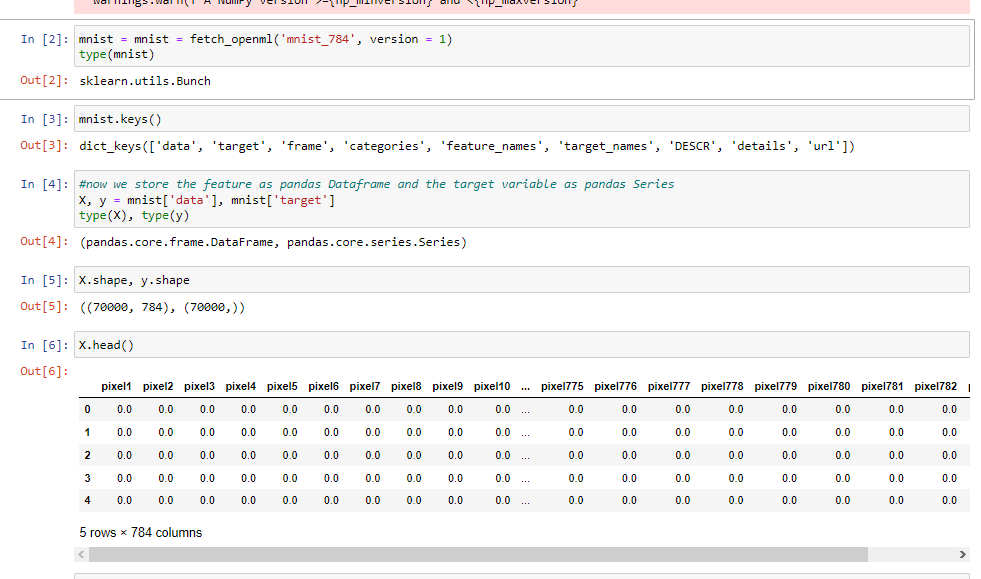 warnings.warn(f"A NumPy version >={np_minversion} and <{np_maxversion}"
In [2]: mnist = mnist = fetch_openml('mnist_784', version = 1)
type(mnist)
Out[2]: sklearn.utils.Bunch
In [3]: mnist.keys()
Out[3]: dict_keys(['data', 'target', 'frame', 'categories', 'feature_names', 'target_names', 'DESCR', 'details', 'url'])
In [4]: #now we store the feature as pandas Dataframe and the target variable as pandas Series
X, y = mnist['data'], mnist['target']
type(X), type(y)
Out[4]: (pandas.core.frame.DataFrame, pandas.core.series.Series)
In [5]: X.shape, y.shape
Out[5]: ((70000, 784), (70000,))
In [6]: X.head()
Out[6]:
pixel1 pixel2 pixel3 pixel4 pixel5 pixel6 pixel7 pixel8 pixel9 pixel10 ... pixel775 pixel776 pixel777 pixel778 pixel779 pixel780 pixel781 pixel782
0 0.0 0.0 0.0 0.0 0.0 0.0 0.0 0.0 0.0 0.0 ... 0.0 0.0 0.0 0.0 0.0 0.0 0.0 0.0
1 0.0 0.0 0.0 0.0 0.0 0.0 0.0 0.0 0.0 0.0 ... 0.0 0.0 0.0 0.0 0.0 0.0 0.0 0.0
2 0.0 0.0 0.0 0.0 0.0 0.0 0.0 0.0 0.0 0.0 ... 0.0 0.0 0.0 0.0 0.0 0.0 0.0 0.0
3 0.0 0.0 0.0 0.0 0.0 0.0 0.0 0.0 0.0 0.0 ... 0.0 0.0 0.0 0.0 0.0 0.0 0.0 0.0
4 0.0 0.0 0.0 0.0 0.0 0.0 0.0 0.0 0.0 0.0 ... 0.0 0.0 0.0 0.0 0.0 0.0 0.0 0.0
5 rows × 784 columns